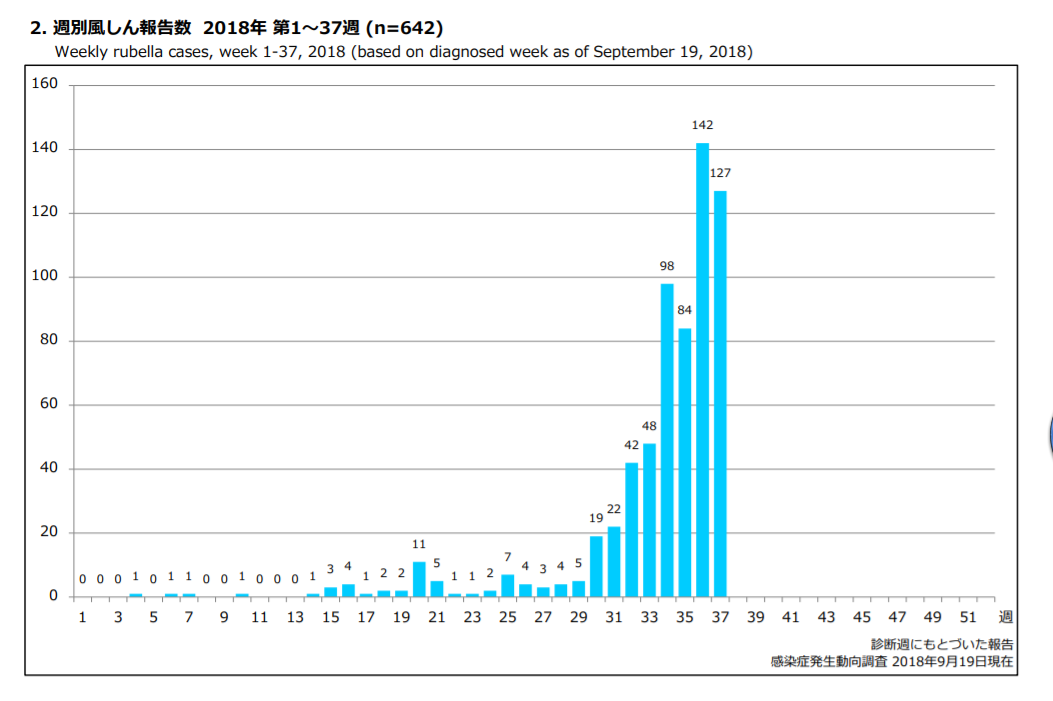 2. 週別風しん報告数 2018年 第1～37週 (n=642)
Weekly rubella cases, week 1-37, 2018 (based on diagnosed week as of September 19, 2018)
160
140
120
100
80
60
40
20
0
0 0 0 1 0 1 1 0 0 1 0 0 0 1 3 4 1 2 2 11 5 1 1 2 7 4 3 4 5 19 22 42 48 98 84 142 127
1 3 5 7 9 11 13 15 17 19 21 23 25 27 29 31 33 35 37 39 41 43 45 47 49 51 週
診断週にもとづいた報告
感染症発生動向調査 2018年9月19日現在